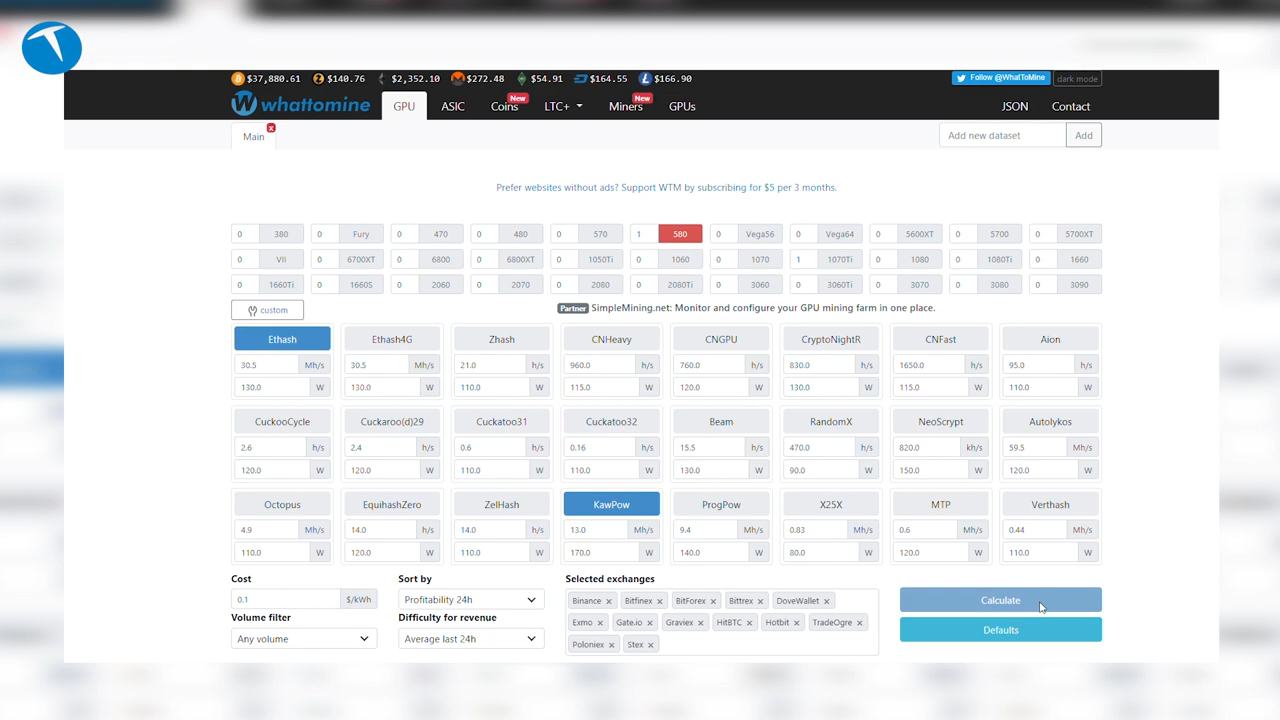 $37,880.61 $140.76 $2,352.10 $272.48 $54.91 $164.55 $166.90 Follow @WhatToMine dark mode
whattomine GPU ASIC Coins New LTC+ Miners New GPUs JSON Contact
Main x Add new dataset Add
Prefer websites without ads? Support WTM by subscribing for $5 per 3 months.
0 380 0 Fury 0 470 0 480 0 570 1 580 0 Vega56 0 Vega64 0 5600XT 0 5700 0 5700XT
0 VII 0 6700XT 0 6800 0 6800XT 0 1050Ti 0 1060 0 1070 1 1070Ti 0 1080 0 1080Ti 0 1660
0 1660Ti 0 1660S 0 2060 0 2070 0 2080 0 2080Ti 0 3060 0 3060Ti 0 3070 0 3080 0 3090
custom Partner SimpleMining.net: Monitor and configure your GPU mining farm in one place.
Ethash Ethash4G Zhash CNHeavy CNGPU CryptoNightR CNFast Aion
30.5 Mh/s 30.5 Mh/s 21.0 h/s 960.0 h/s 760.0 h/s 830.0 h/s 1650.0 h/s 95.0 h/s
130.0 W 130.0 W 110.0 W 115.0 W 120.0 W 130.0 W 115.0 W 110.0 W
CuckooCycle Cuckaroo(d)29 Cuckatoo31 Cuckatoo32 Beam RandomX NeoScrypt Autolykos
2.6 h/s 2.4 h/s 0.6 h/s 0.16 h/s 15.5 h/s 470.0 h/s 820.0 kh/s 59.5 Mh/s
120.0 W 120.0 W 110.0 W 110.0 W 130.0 W 90.0 W 150.0 W 120.0 W
Octopus EquihashZero ZelHash KawPow ProgPow X25X MTP Verthash
4.9 Mh/s 14.0 h/s 14.0 h/s 13.0 Mh/s 9.4 Mh/s 0.83 Mh/s 0.6 Mh/s 0.44 Mh/s
110.0 W 120.0 W 110.0 W 170.0 W 140.0 W 80.0 W 120.0 W 110.0 W
Cost Sort by Selected exchanges
0.1 $/kWh Profitability 24h Binance x Bitfinex x BitForex x Bittrex x DoveWallet x Calculate
Volume filter Difficulty for revenue Exmo x Gate.io x Graviex x HitBTC x Hotbit x TradeOgre x Defaults
Any volume Average last 24h Poloniex x Stex x